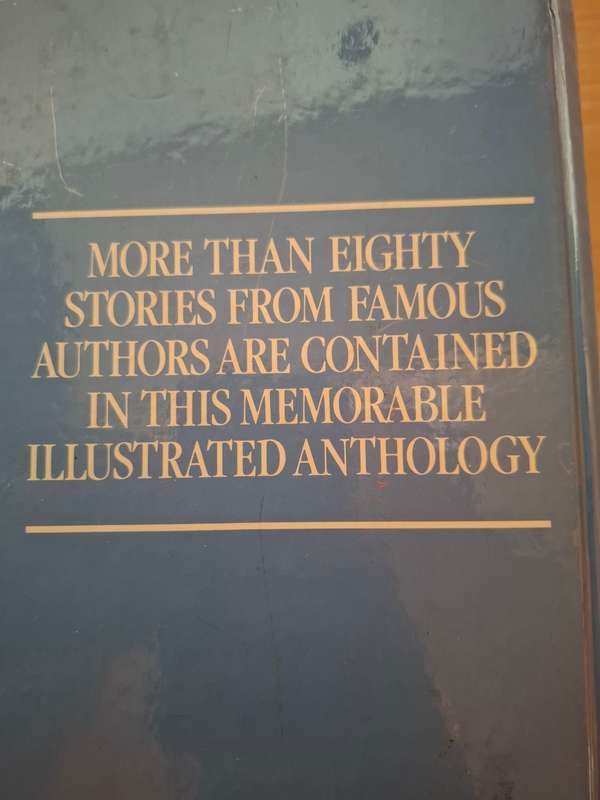 MORE THAN EIGHTY
STORIES FROM FAMOUS
AUTHORS ARE CONTAINED
IN THIS MEMORABLE
ILLUSTRATED ANTHOLOGY